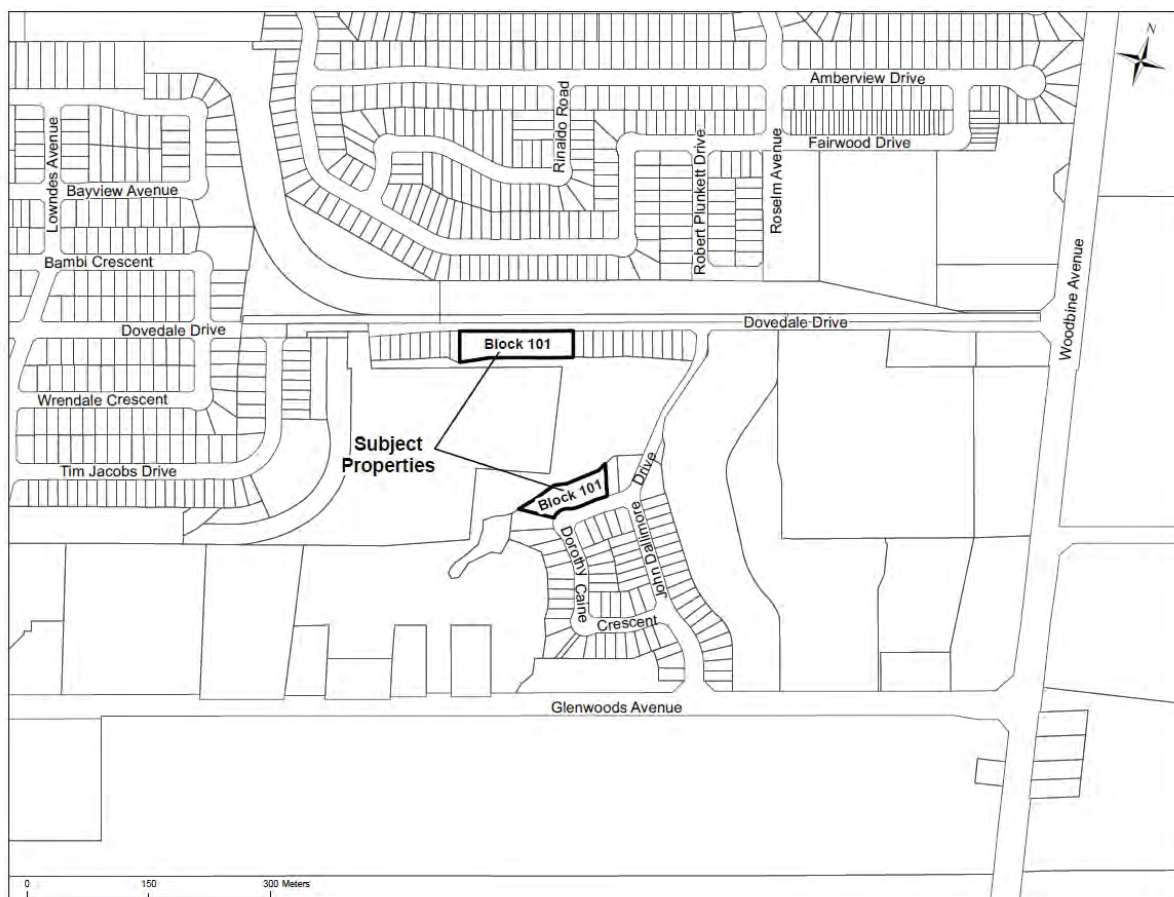 N
Amberview Drive
Rinaldo Road
Fairwood Drive
Robert Plunkett Drive
Roselm Avenue
Lowndes Avenue
Bayview Avenue
Bambi Crescent
Woodbine Avenue
Dovedale Drive
Dovedale Drive
Block 101
Wrendale Crescent
Subject
Properties
Tim Jacobs Drive
Block 101
John Dallimore Drive
Dorothy Caine
Crescent
Glenwoods Avenue
0 150 300 Meters